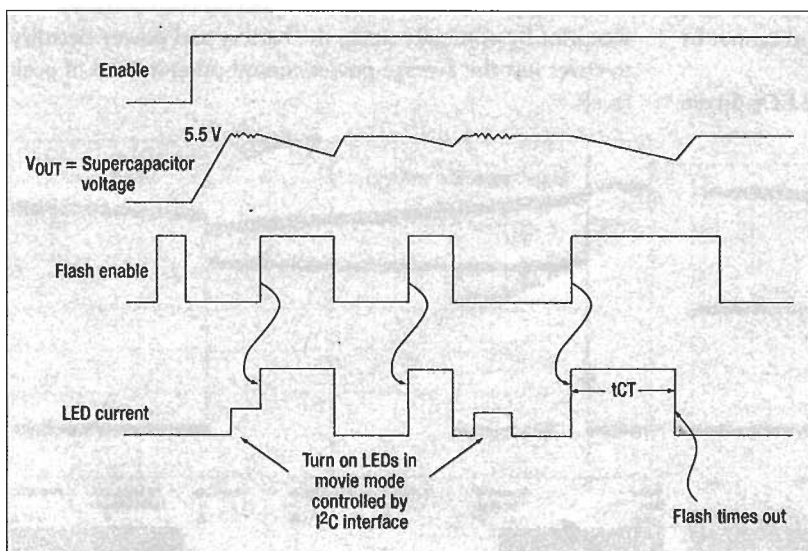 Enable
5.5 V
VOUT = Supercapacitor
voltage
Flash enable
LED current
tCT
Turn on LEDs in
movie mode
controlled by
I²C interface
Flash times out